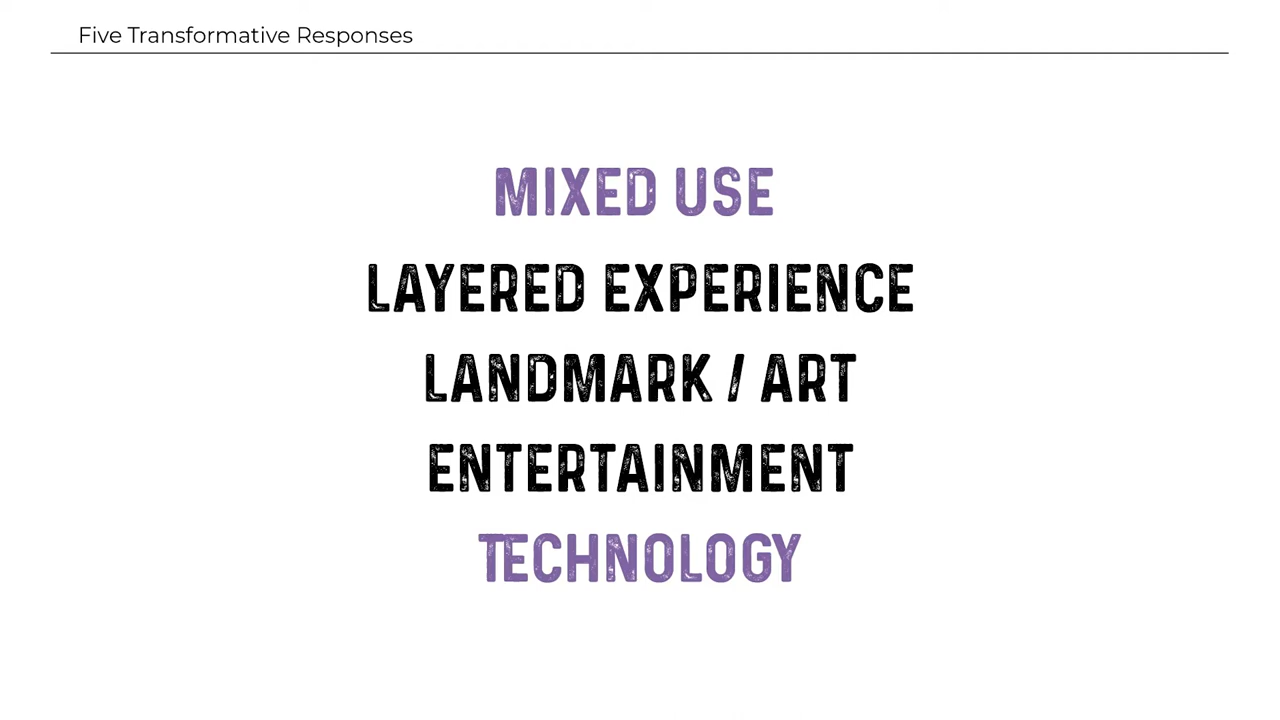 Five Transformative Responses
MIXED USE
LAYERED EXPERIENCE
LANDMARK / ART
ENTERTAINMENT
TECHNOLOGY